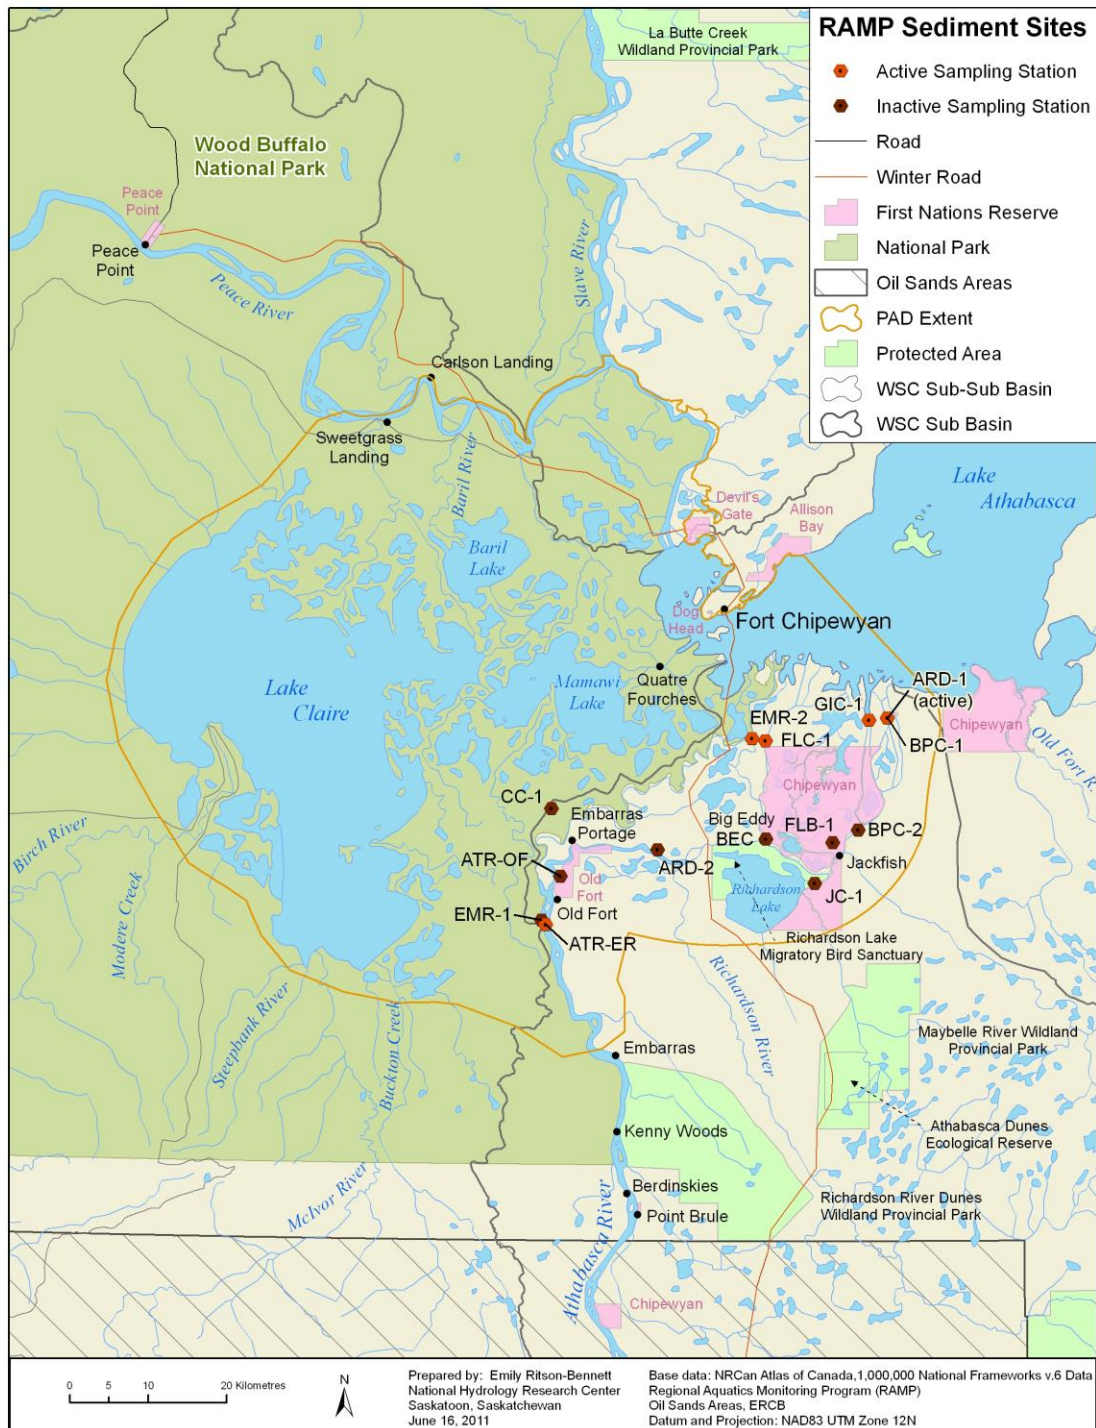 La Butte Creek
Wildland Provincial Park
RAMP Sediment Sites
Active Sampling Station
Inactive Sampling Station
Road
Winter Road
First Nations Reserve
National Park
Oil Sands Areas
PAD Extent
Protected Area
WSC Sub-Sub Basin
WSC Sub Basin
Wood Buffalo
National Park
Peace
Point
Peace
Point
Peace River
Slave River
Carlson Landing
Sweetgrass
Landing
Baril River
Baril
Lake
Devil's
Gate
Allison
Bay
Lake
Athabasca
Dog
Head
Fort Chipewyan
Quatre
Fourches
Mamawi
Lake
Lake
Claire
EMR-2
FLC-1
GIC-1
ARD-1
(active)
BPC-1
Chipewyan
Old Fort R.
Chipewyan
CC-1
Embarras
Portage
Big Eddy
BEC
FLB-1
BPC-2
Jackfish
ATR-OF
Old
Fort
ARD-2
Richardson
Lake
JC-1
EMR-1
Old Fort
ATR-ER
Richardson Lake
Migratory Bird Sanctuary
Birch River
Modere Creek
Steepbank River
Buckton Creek
Richardson River
Embarras
Maybelle River Wildland
Provincial Park
Kenny Woods
Athabasca Dunes
Ecological Reserve
Berdinskies
Point Brule
Richardson River Dunes
Wildland Provincial Park
McIvor River
Athabasca River
Chipewyan
0 5 10 20 Kilometres
N
Prepared by: Emily Ritson-Bennett
National Hydrology Research Center
Saskatoon, Saskatchewan
June 16, 2011
Base data: NRCan Atlas of Canada,1,000,000 National Frameworks v.6 Data
Regional Aquatics Monitoring Program (RAMP)
Oil Sands Areas, ERCB
Datum and Projection: NAD83 UTM Zone 12N